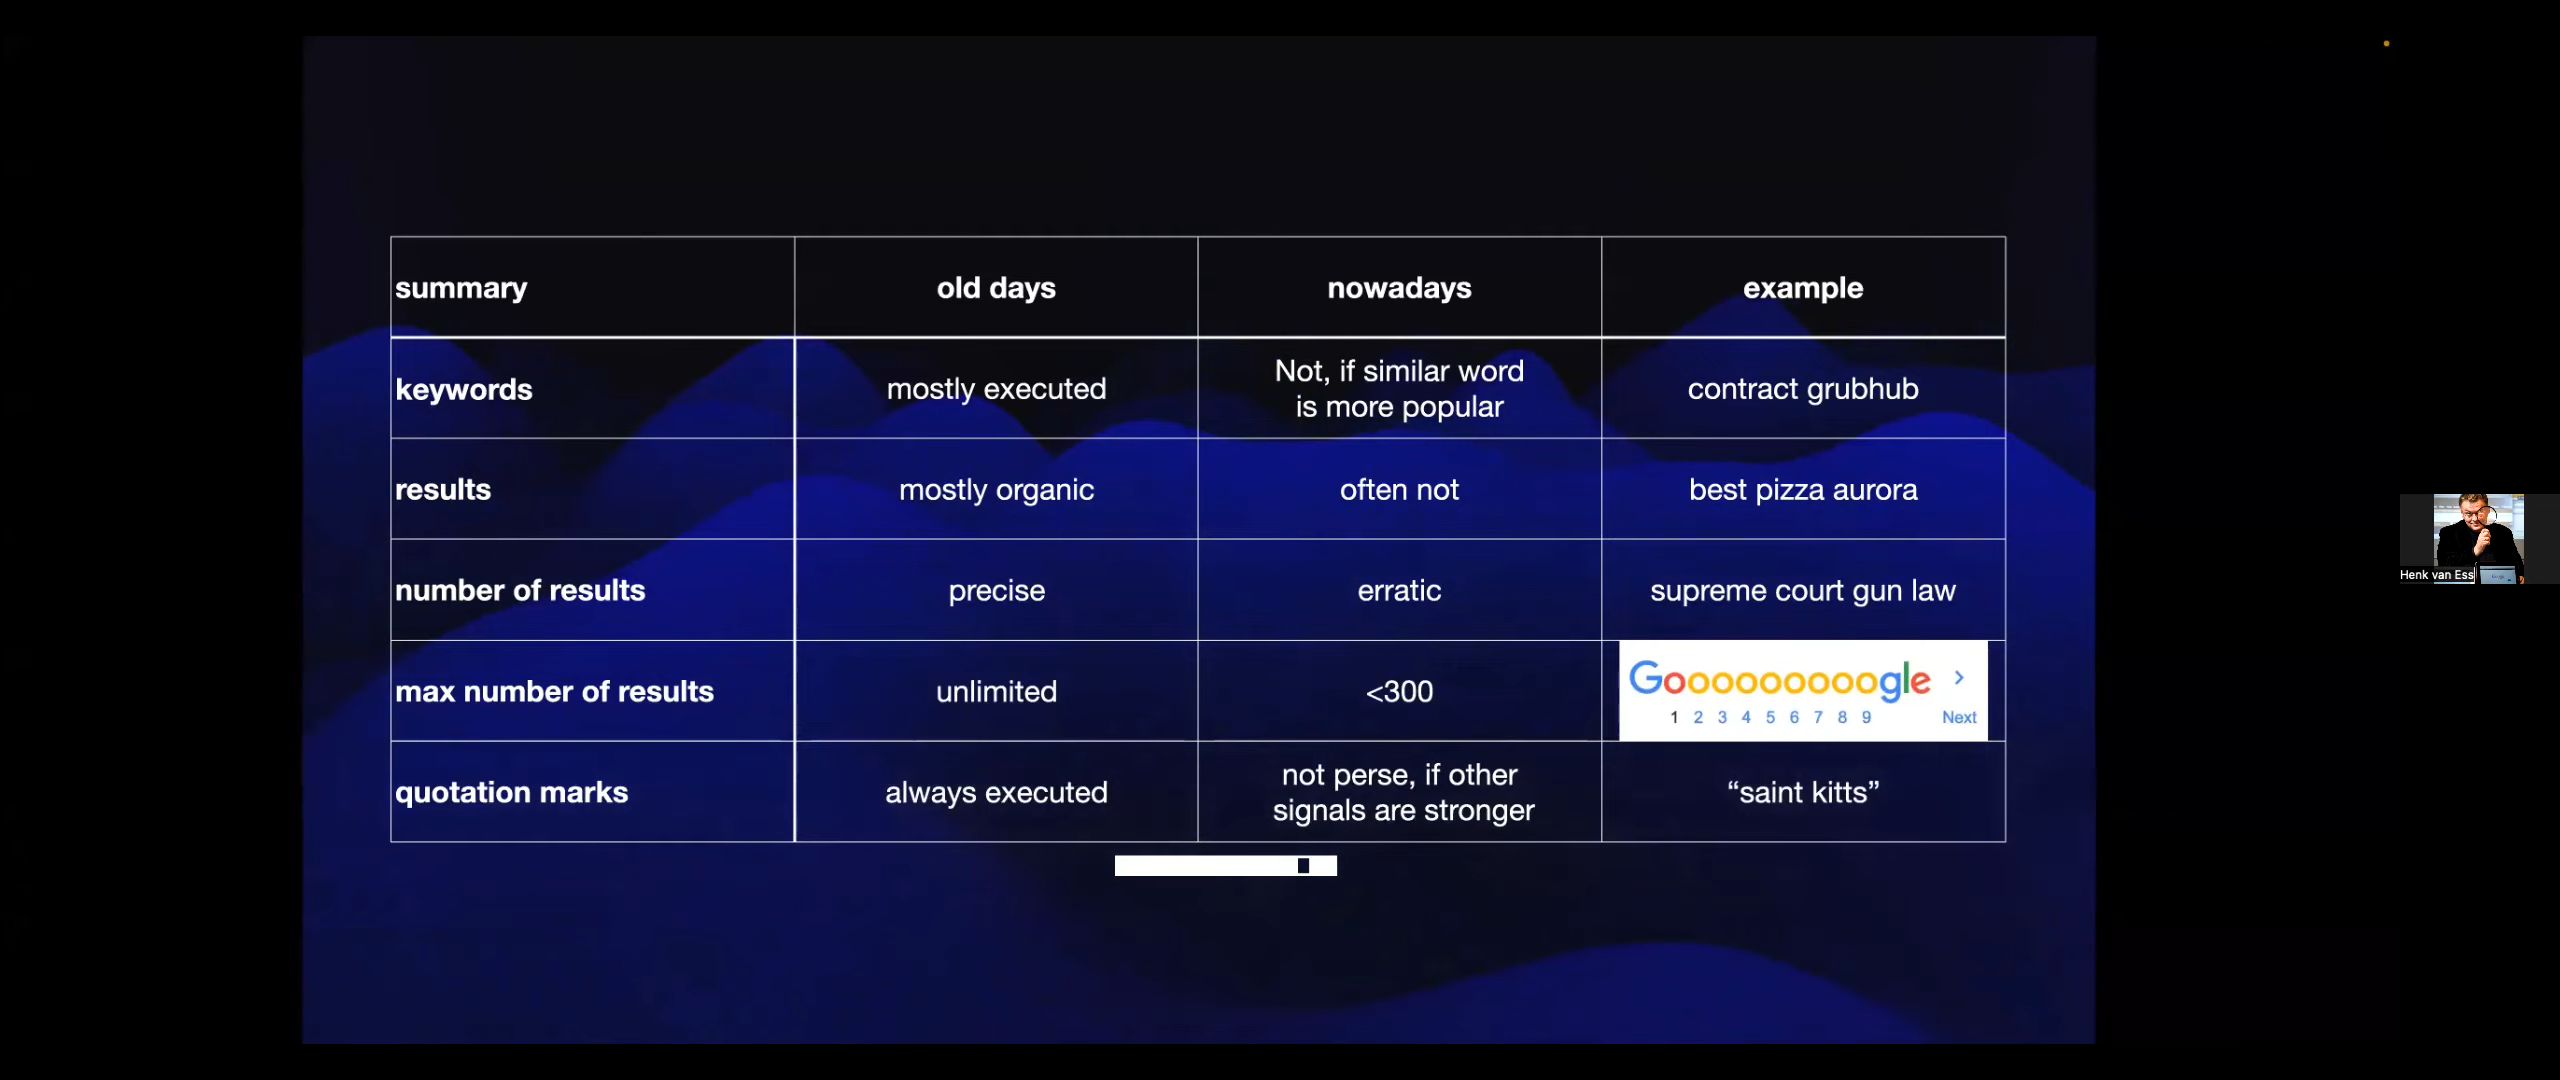 summary old days nowadays example
keywords mostly executed Not, if similar word is more popular contract grubhub
results mostly organic often not best pizza aurora
number of results precise erratic supreme court gun law
max number of results unlimited <300 Gooooooooogle >
1 2 3 4 5 6 7 8 9 Next
quotation marks always executed not perse, if other signals are stronger “saint kitts”
Henk van Ess